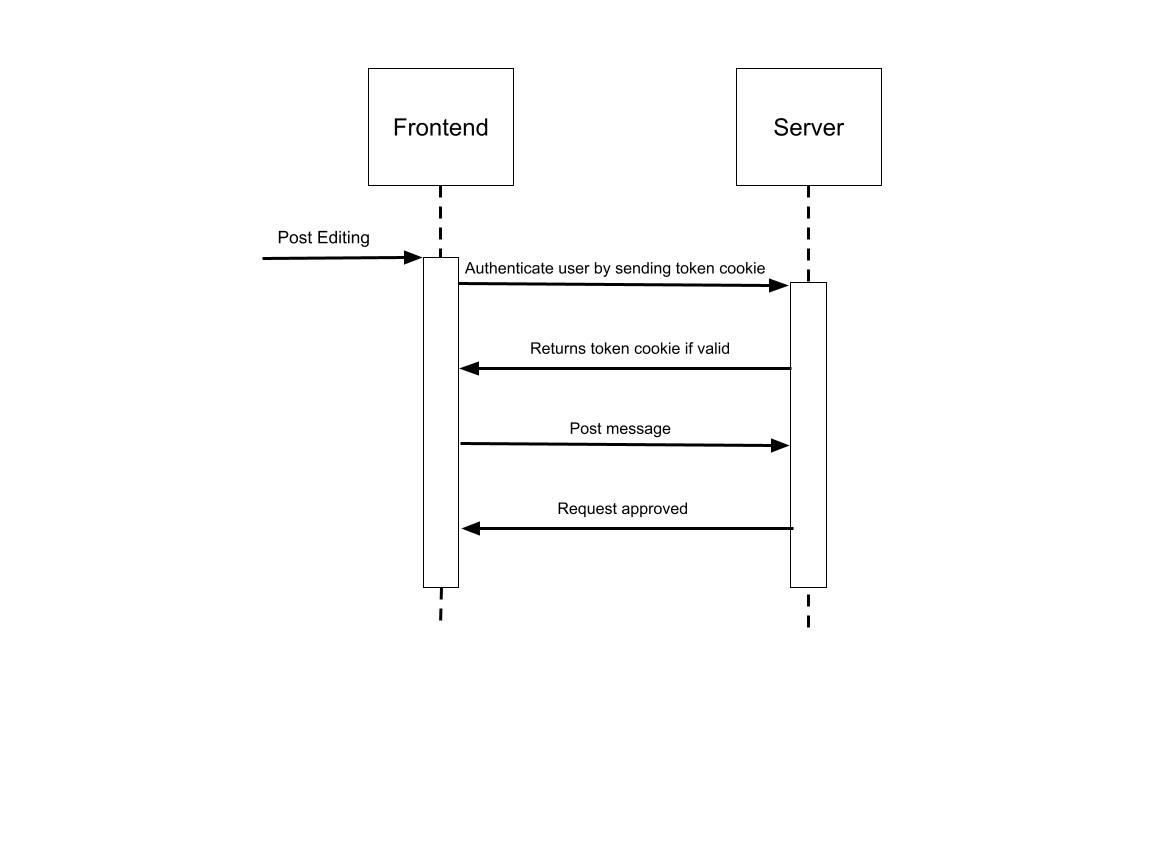 Frontend
Server
Post Editing
Authenticate user by sending token cookie
Returns token cookie if valid
Post message
Request approved